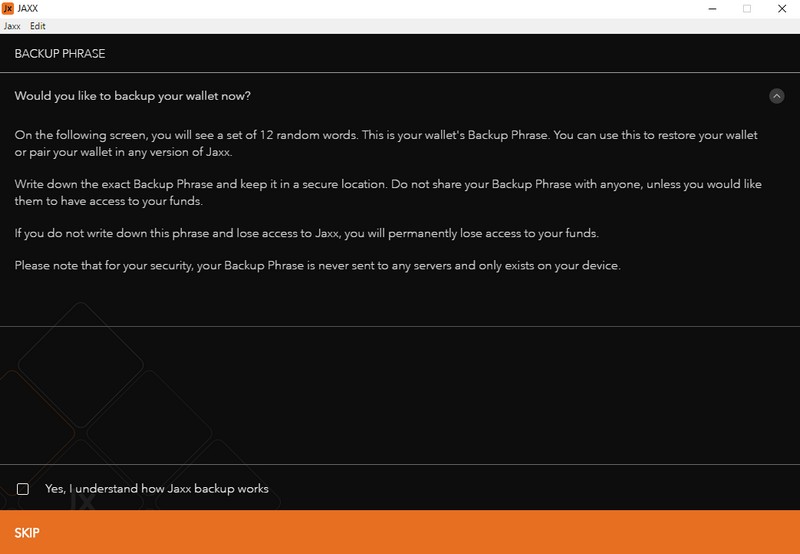 Jx JAXX
Jaxx Edit
BACKUP PHRASE
Would you like to backup your wallet now?
On the following screen, you will see a set of 12 random words. This is your wallet's Backup Phrase. You can use this to restore your wallet
or pair your wallet in any version of Jaxx.
Write down the exact Backup Phrase and keep it in a secure location. Do not share your Backup Phrase with anyone, unless you would like
them to have access to your funds.
If you do not write down this phrase and lose access to Jaxx, you will permanently lose access to your funds.
Please note that for your security, your Backup Phrase is never sent to any servers and only exists on your device.
Yes, I understand how Jaxx backup works
JX
SKIP